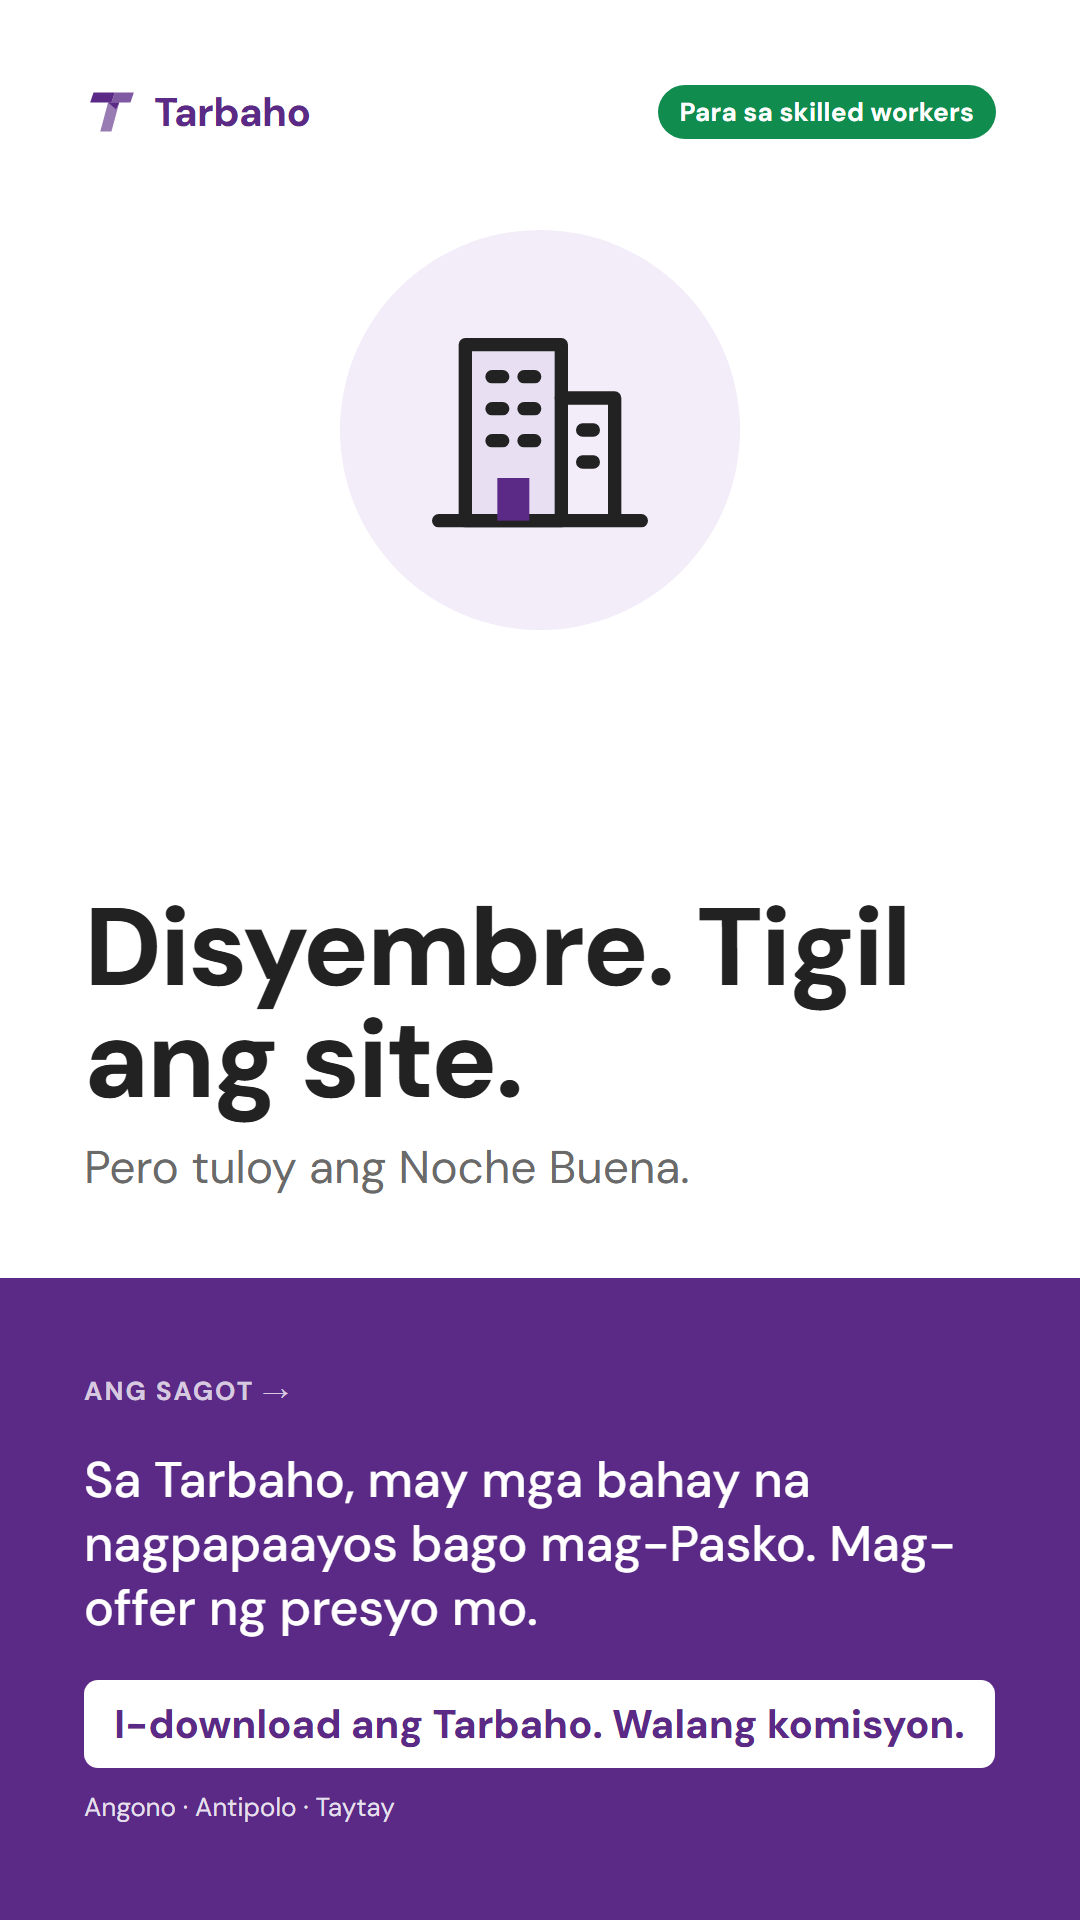 Tarbaho
Para sa skilled workers
Disyembre. Tigil
ang site.
Pero tuloy ang Noche Buena.
ANG SAGOT →
Sa Tarbaho, may mga bahay na
nagpapaayos bago mag-Pasko. Mag-
offer ng presyo mo.
I-download ang Tarbaho. Walang komisyon.
Angono · Antipolo · Taytay